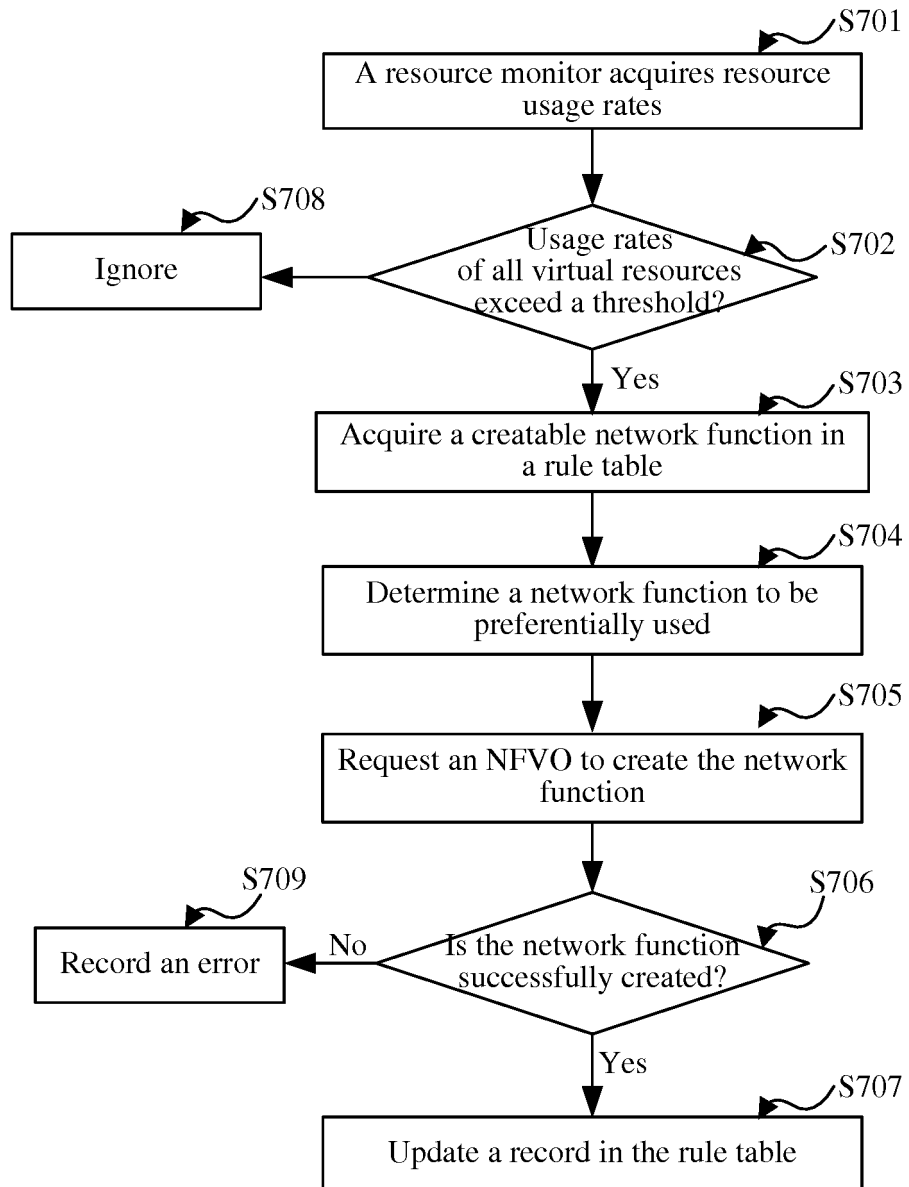 S701
A resource monitor acquires resource
usage rates
S708
Ignore
Usage rates
of all virtual resources
exceed a threshold?
S702
Yes
S703
Acquire a creatable network function in
a rule table
S704
Determine a network function to be
preferentially used
S705
Request an NFVO to create the network
function
S709
Record an error
No
S706
Is the network function
successfully created?
Yes
S707
Update a record in the rule table